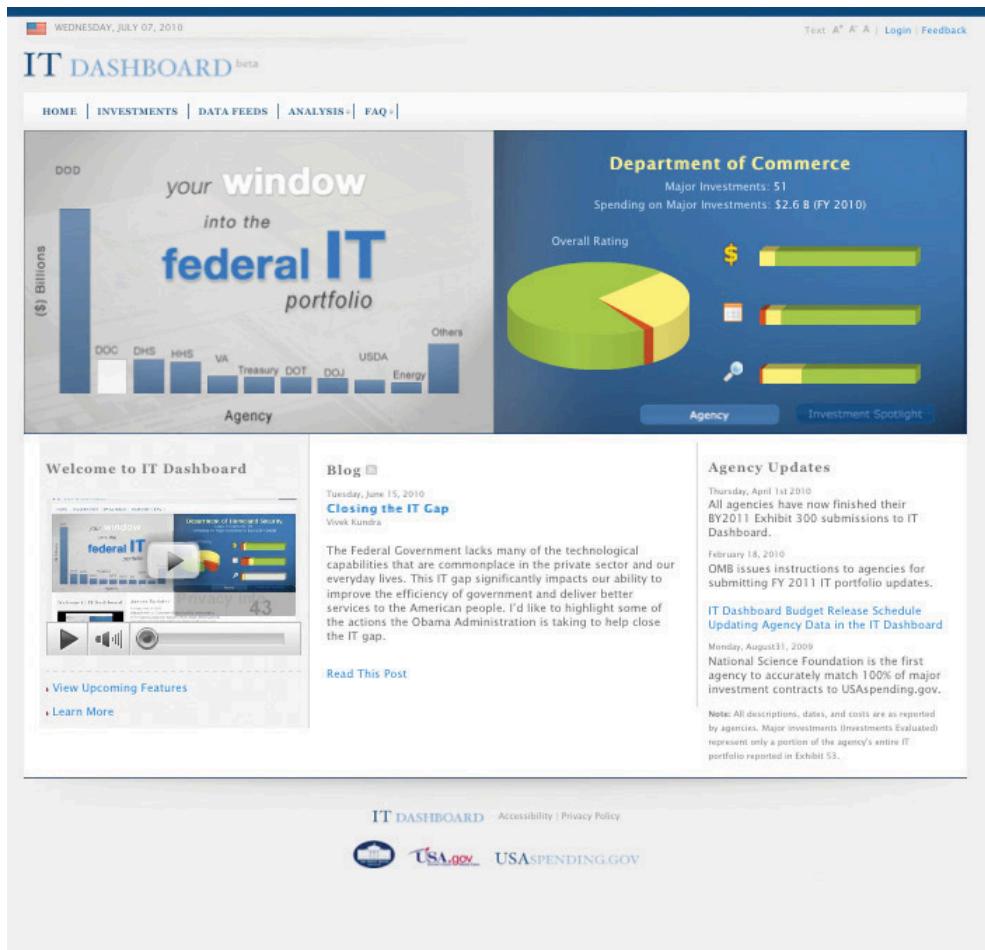 WEDNESDAY, JULY 07, 2010
Text A+ A- A | Login | Feedback
IT DASHBOARD beta
HOME | INVESTMENTS | DATA FEEDS | ANALYSIS | FAQ |
DOD
your window
into the
federal IT
portfolio
($) Billions
DOC
DHS
HHS
VA
Treasury
DOT
DOJ
USDA
Energy
Others
Agency
Department of Commerce
Major Investments: 51
Spending on Major Investments: $2.6 B (FY 2010)
Overall Rating
$
Agency
Investment Spotlight
Welcome to IT Dashboard
your window
federal IT
Department of Homeland Security
Privacy
43
View Upcoming Features
Learn More
Blog
Tuesday, June 15, 2010
Closing the IT Gap
Vivek Kundra
The Federal Government lacks many of the technological
capabilities that are commonplace in the private sector and our
everyday lives. This IT gap significantly impacts our ability to
improve the efficiency of government and deliver better
services to the American people. I'd like to highlight some of
the actions the Obama Administration is taking to help close
the IT gap.
Read This Post
Agency Updates
Thursday, April 1st 2010
All agencies have now finished their
BY2011 Exhibit 300 submissions to IT
Dashboard.
February 18, 2010
OMB issues instructions to agencies for
submitting FY 2011 IT portfolio updates.
IT Dashboard Budget Release Schedule
Updating Agency Data in the IT Dashboard
Monday, August31, 2009
National Science Foundation is the first
agency to accurately match 100% of major
investment contracts to USAspending.gov.
Note: All descriptions, dates, and costs are as reported
by agencies. Major investments (Investments Evaluated)
represent only a portion of the agency's entire IT
portfolio reported in Exhibit 53.
IT DASHBOARD Accessibility | Privacy Policy
USA.gov
USASPENDING.GOV